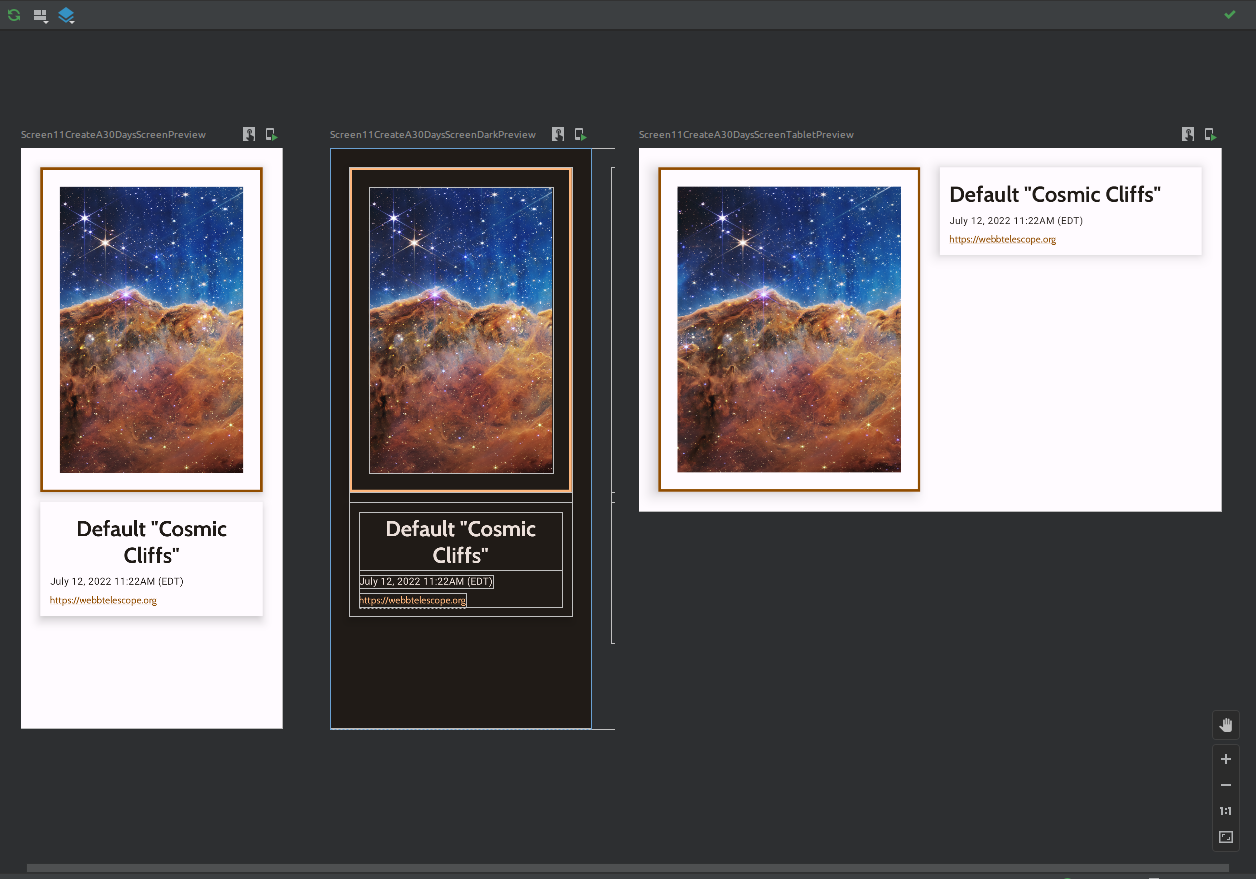 Screen11CreateA30DaysScreenPreview
Default "Cosmic
Cliffs"
July 12, 2022 11:22AM (EDT)
https://webbtelescope.org
Screen11CreateA30DaysScreenDarkPreview
Default "Cosmic
Cliffs"
July 12, 2022 11:22AM (EDT)
https://webbtelescope.org
Screen11CreateA30DaysScreenTabletPreview
Default "Cosmic Cliffs"
July 12, 2022 11:22AM (EDT)
https://webbtelescope.org
1:1